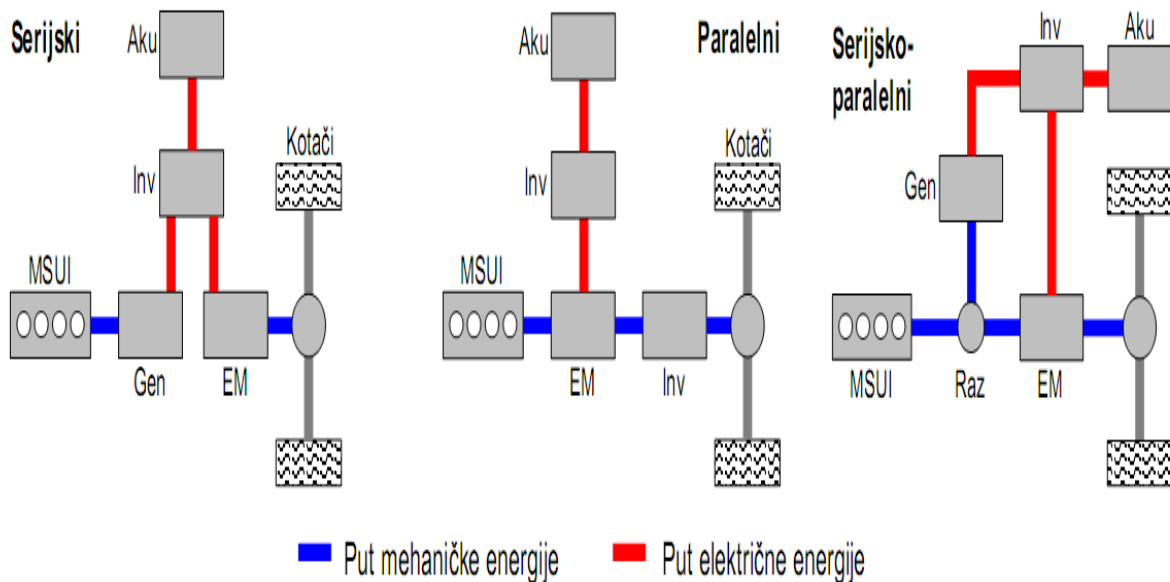 Serijski
Aku
Inv
Kotači
MSUI
Gen
EM
Paralelni
Aku
Inv
Kotači
MSUI
EM
Inv
Serijsko-
paralelni
Inv
Aku
Gen
MSUI
Raz
EM
Put mehaničke energije
Put električne energije